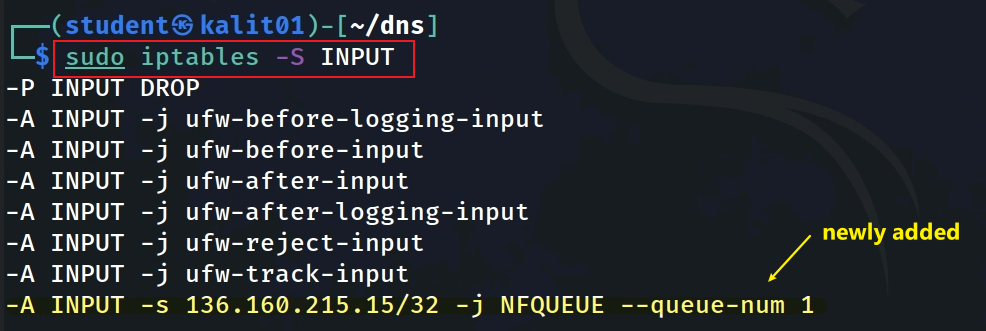 (student㉿kalit01)-[~/dns]
$ sudo iptables -S INPUT
-P INPUT DROP
-A INPUT -j ufw-before-logging-input
-A INPUT -j ufw-before-input
-A INPUT -j ufw-after-input
-A INPUT -j ufw-after-logging-input
-A INPUT -j ufw-reject-input
newly added
-A INPUT -j ufw-track-input
-A INPUT -s 136.160.215.15/32 -j NFQUEUE --queue-num 1